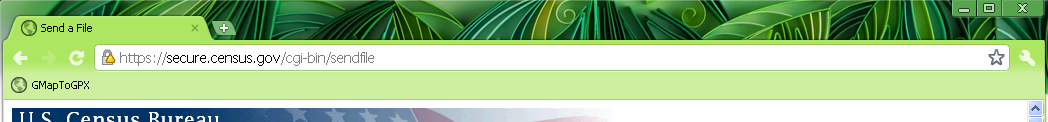 Send a File
https://secure.census.gov/cgi-bin/sendfile
GMapToGPX
U.S. Census Bureau